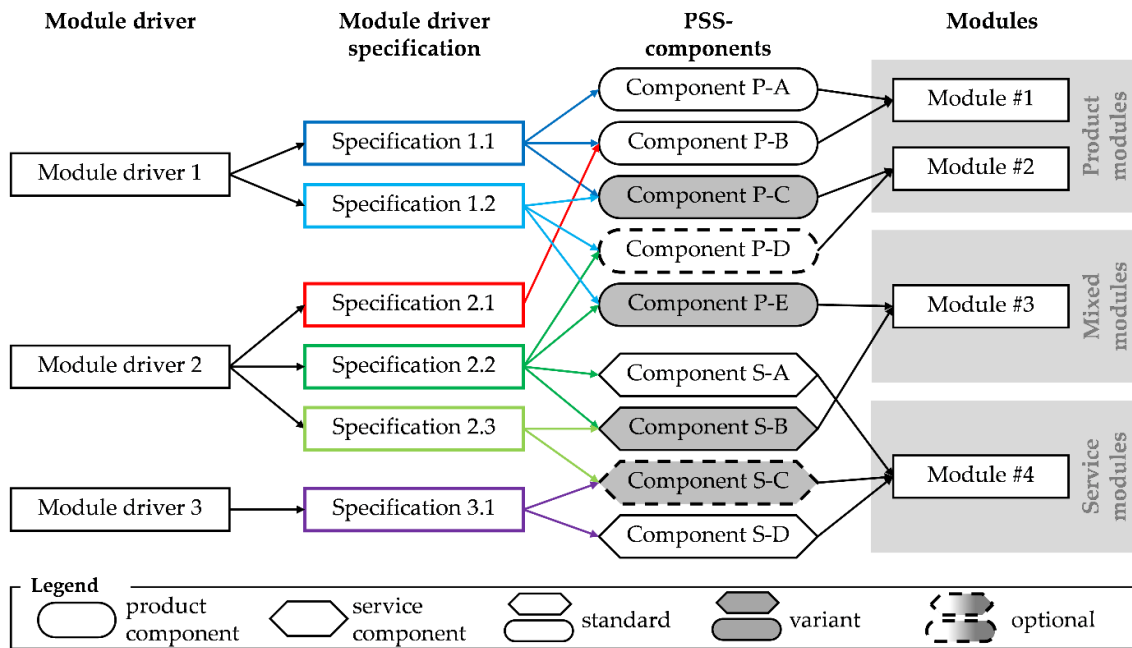 Module driver
Module driver
specification
PSS-
components
Modules
Module driver 1
Module driver 2
Module driver 3
Specification 1.1
Specification 1.2
Specification 2.1
Specification 2.2
Specification 2.3
Specification 3.1
Component P-A
Component P-B
Component P-C
Component P-D
Component P-E
Component S-A
Component S-B
Component S-C
Component S-D
Module #1
Module #2
Product
modules
Module #3
Mixed
modules
Module #4
Service
modules
Legend
product
component
service
component
standard
variant
optional